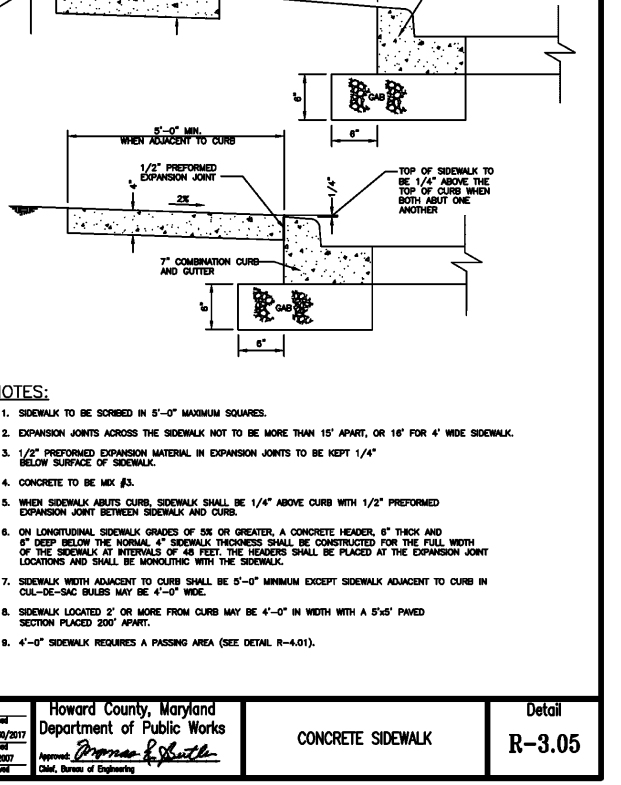 GAB
6"
6"
5'-0" MIN.
WHEN ADJACENT TO CURB
1/2" PREFORMED
EXPANSION JOINT
4"
2%
1/4"
TOP OF SIDEWALK TO
BE 1/4" ABOVE THE
TOP OF CURB WHEN
BOTH ABUT ONE
ANOTHER
7" COMBINATION CURB
AND GUTTER
6"
GAB
6"
NOTES:
1. SIDEWALK TO BE SCRIBED IN 5'-0" MAXIMUM SQUARES.
2. EXPANSION JOINTS ACROSS THE SIDEWALK NOT TO BE MORE THAN 15' APART, OR 16' FOR 4' WIDE SIDEWALK.
3. 1/2" PREFORMED EXPANSION MATERIAL IN EXPANSION JOINTS TO BE KEPT 1/4"
BELOW SURFACE OF SIDEWALK.
4. CONCRETE TO BE MIX #3.
5. WHEN SIDEWALK ABUTS CURB, SIDEWALK SHALL BE 1/4" ABOVE CURB WITH 1/2" PREFORMED
EXPANSION JOINT BETWEEN SIDEWALK AND CURB.
6. ON LONGITUDINAL SIDEWALK GRADES OF 5% OR GREATER, A CONCRETE HEADER, 6" THICK AND
6" DEEP BELOW THE NORMAL 4" SIDEWALK THICKNESS SHALL BE CONSTRUCTED FOR THE FULL WIDTH
OF THE SIDEWALK AT INTERVALS OF 48 FEET. THE HEADERS SHALL BE PLACED AT THE EXPANSION JOINT
LOCATIONS AND SHALL BE MONOLITHIC WITH THE SIDEWALK.
7. SIDEWALK WIDTH ADJACENT TO CURB SHALL BE 5'-0" MINIMUM EXCEPT SIDEWALK ADJACENT TO CURB IN
CUL-DE-SAC BULBS MAY BE 4'-0" WIDE.
8. SIDEWALK LOCATED 2' OR MORE FROM CURB MAY BE 4'-0" IN WIDTH WITH A 5'x5' PAVED
SECTION PLACED 200' APART.
9. 4'-0" SIDEWALK REQUIRES A PASSING AREA (SEE DETAIL R-4.01).
0/2017
2007
Howard County, Maryland
Department of Public Works
Approved:
Chief, Bureau of Engineering
CONCRETE SIDEWALK
Detail
R-3.05